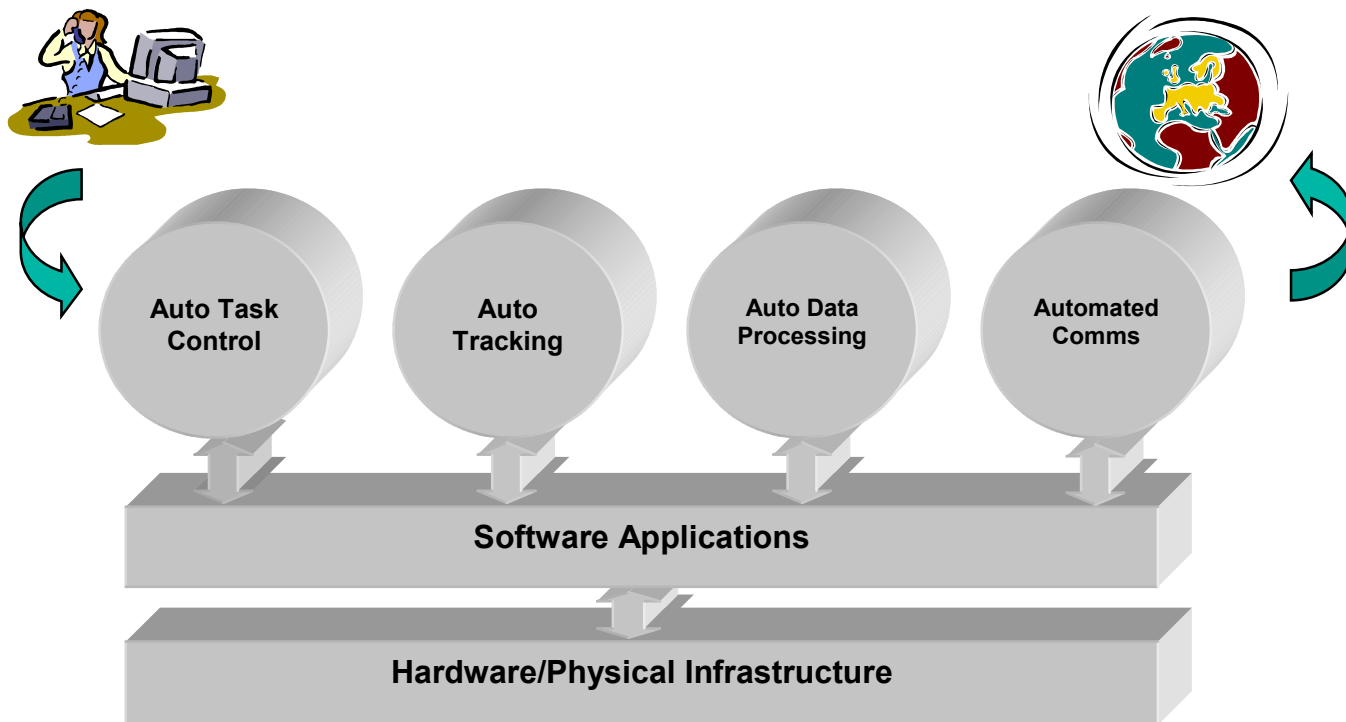 Auto Task
Control
Auto
Tracking
Auto Data
Processing
Automated
Comms
Software Applications
Hardware/Physical Infrastructure